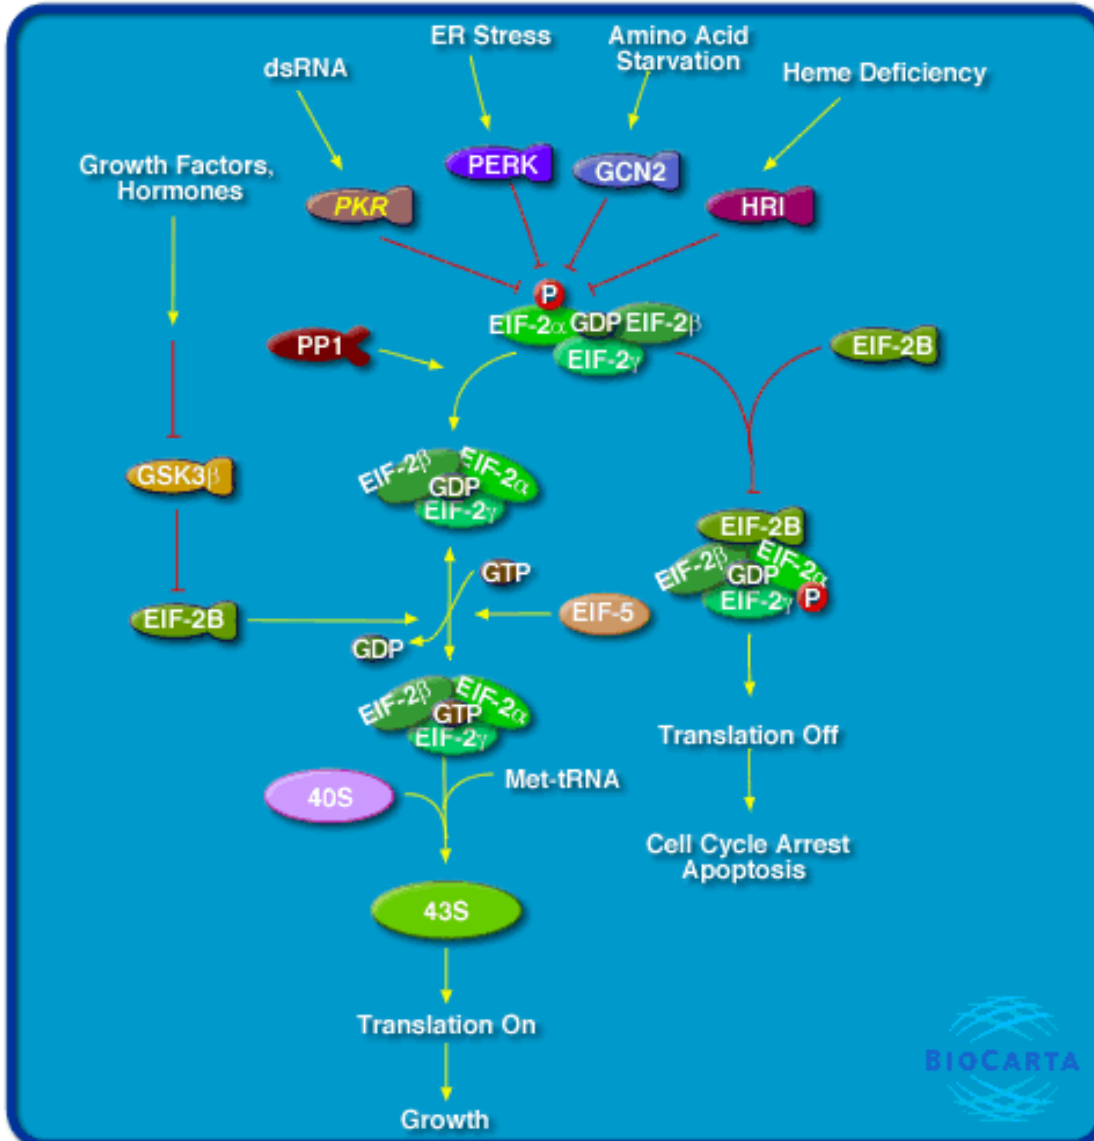 ER Stress
Amino Acid
Starvation
dsRNA
Heme Deficiency
Growth Factors,
Hormones
PERK
GCN2
PKR
HRI
P
EIF-2α
GDP
EIF-2β
EIF-2γ
PP1
EIF-2B
EIF-2β
EIF-2α
GDP
EIF-2γ
GSK3β
EIF-2B
EIF-2β
EIF-2α
GDP
EIF-2γ
P
GTP
EIF-2B
EIF-5
GDP
EIF-2β
EIF-2α
GTP
EIF-2γ
Translation Off
40S
Met-tRNA
Cell Cycle Arrest
Apoptosis
43S
Translation On
BIOCARTA
Growth